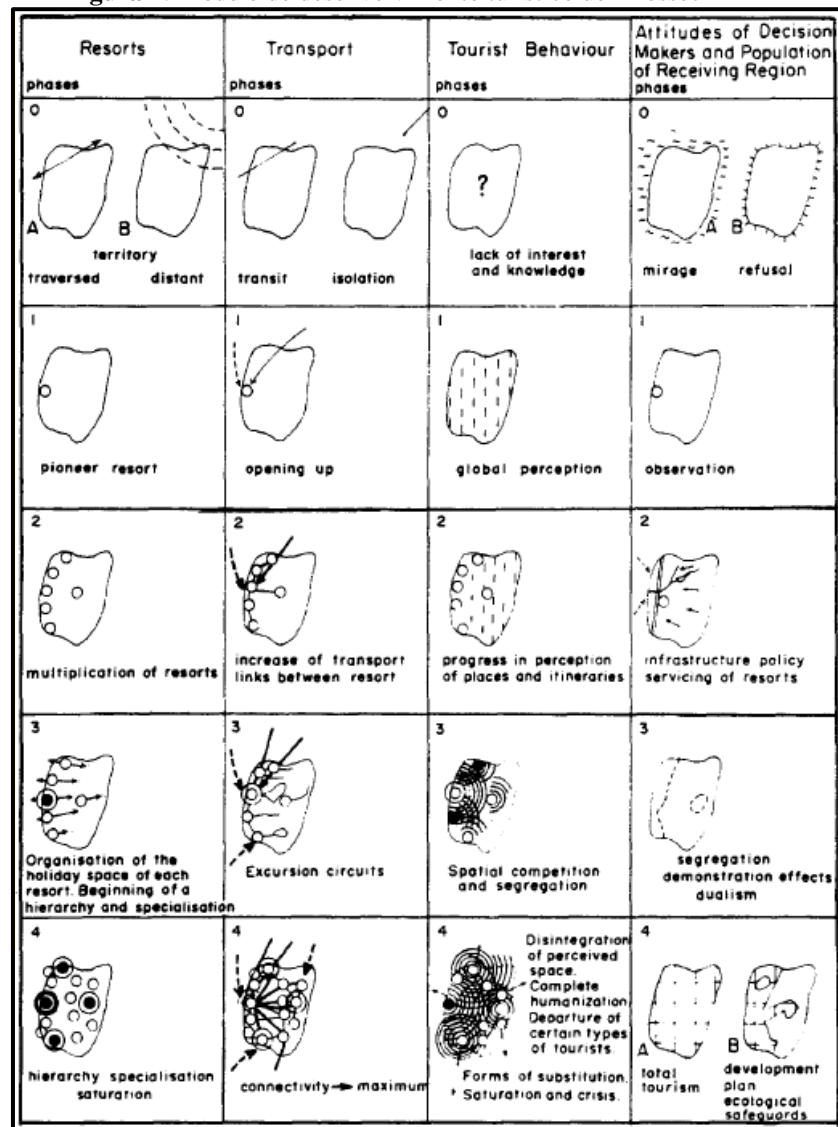 Resorts
phases
Transport
phases
Tourist Behaviour
phases
Attitudes of Decision
Makers and Population
of Receiving Region
phases
0
A
B
territory
traversed distant
0
transit isolation
0
?
lack of interest
and knowledge
0
A B
mirage refusal
1
pioneer resort
1
opening up
1
global perception
1
observation
2
multiplication of resorts
2
increase of transport
links between resort
2
progress in perception
of places and itineraries
2
infrastructure policy
servicing of resorts
3
Organisation of the
holiday space of each
resort. Beginning of a
hierarchy and specialisation
3
Excursion circuits
3
Spatial competition
and segregation
3
segregation
demonstration effects
dualism
4
hierarchy specialisation
saturation
4
connectivity → maximum
4
Disintegration
of perceived
space.
Complete
humanization.
Departure of
certain types
of tourists.
Forms of substitution.
Saturation and crisis.
4
A
total
tourism
B
development
plan
ecological
safeguards